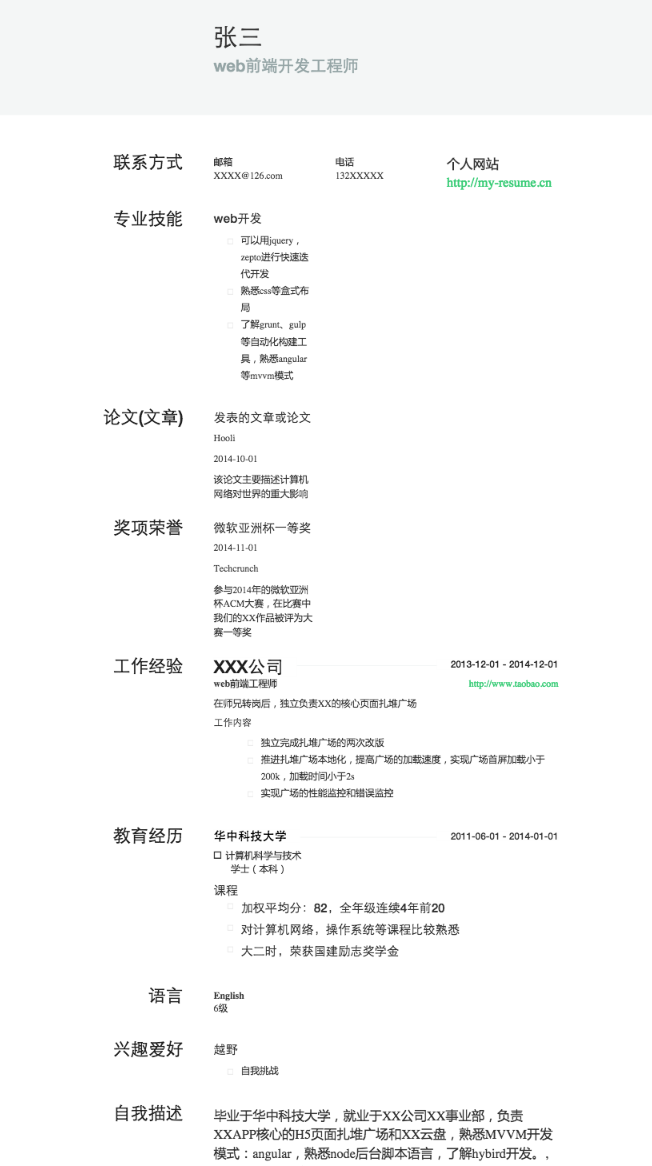 张三
web前端开发工程师
联系方式
邮箱
XXXX@126.com
电话
132XXXXX
个人网站
http://my-resume.cn
专业技能
web开发
可以用jquery，
zepto进行快速迭
代开发
熟悉css等盒式布
局
了解grunt、gulp
等自动化构建工
具，熟悉angular
等mvvm模式
论文(文章)
发表的文章或论文
Hooli
2014-10-01
该论文主要描述计算机
网络对世界的重大影响
奖项荣誉
微软亚洲杯一等奖
2014-11-01
Techcrunch
参与2014年的微软亚洲
杯ACM大赛，在比赛中
我们的XX作品被评为大
赛一等奖
工作经验
XXX公司
2013-12-01 - 2014-12-01
web前端工程师
http://www.taobao.com
在师兄转岗后，独立负责XX的核心页面扎堆广场
工作内容
独立完成扎堆广场的两次改版
推进扎堆广场本地化，提高广场的加载速度，实现广场首屏加载小于
200k，加载时间小于2s
实现广场的性能监控和错误监控
教育经历
华中科技大学
2011-06-01 - 2014-01-01
计算机科学与技术
学士（本科）
课程
加权平均分：82，全年级连续4年前20
对计算机网络，操作系统等课程比较熟悉
大二时，荣获国建励志奖学金
语言
English
6级
兴趣爱好
越野
自我挑战
自我描述
毕业于华中科技大学，就业于XX公司XX事业部，负责
XXAPP核心的H5页面扎堆广场和XX云盘，熟悉MVVM开发
模式：angular，熟悉node后台脚本语言，了解hybird开发。，